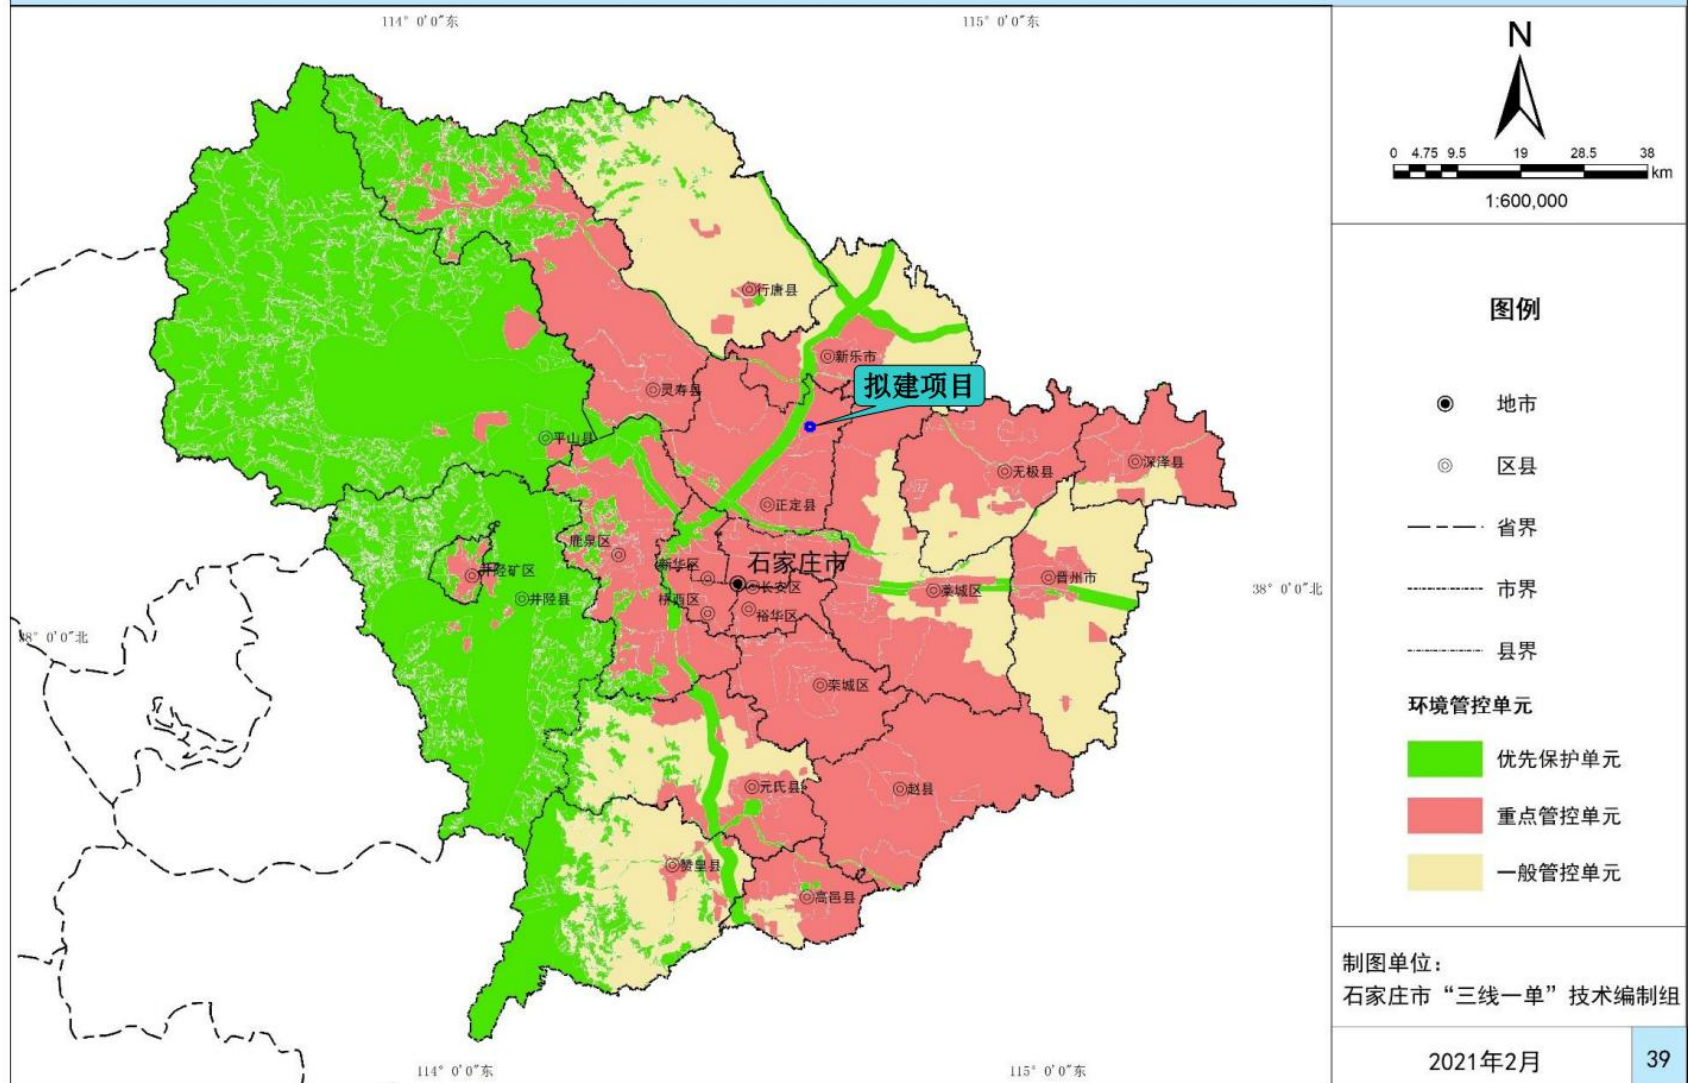 114° 0'0"东
115° 0'0"东
N
0 4.75 9.5 19 28.5 38
km
1:600,000
行唐县
新乐市
拟建项目
灵寿县
平山县
无极县
深泽县
正定县
鹿泉区
新华区
石家庄市
井陉矿区
长安区
晋州市
藁城区
井陉县
桥西区
裕华区
38° 0'0"北
38° 0'0"北
栾城区
元氏县
赵县
赞皇县
高邑县
114° 0'0"东
115° 0'0"东
图例
地市
区县
省界
市界
县界
环境管控单元
优先保护单元
重点管控单元
一般管控单元
制图单位：
石家庄市“三线一单”技术编制组
2021年2月
39